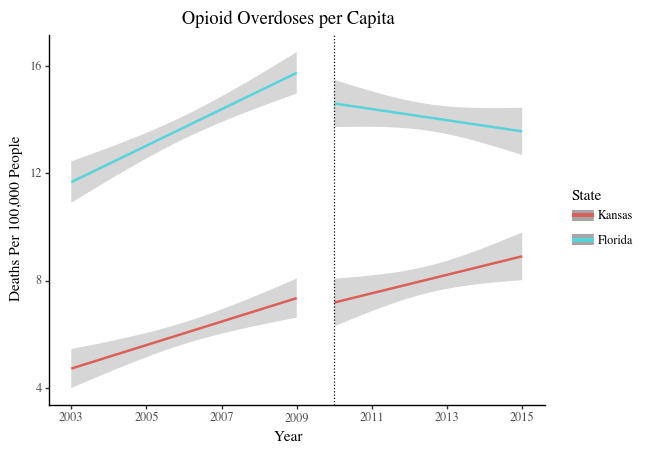 Opioid Overdoses per Capita
Deaths Per 100,000 People
16
12
8
4
2003 2005 2007 2009 2011 2013 2015
Year
State
Kansas
Florida